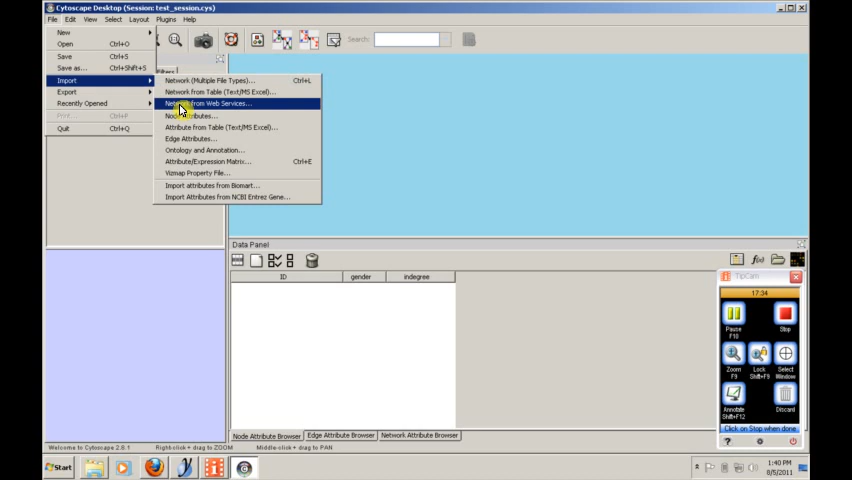 Cytoscape Desktop (Session: test_session.cys)
File Edit View Select Layout Plugins Help
Search:
New
Open Ctrl+O
Save Ctrl+S
Save as... Ctrl+Shift+S
Import
Export
Recently Opened
Print... Ctrl+P
Quit Ctrl+Q
Filters
Network (Multiple File Types)... Ctrl+L
Network from Table (Text/MS Excel)...
Network from Web Services...
Node Attributes...
Attribute from Table (Text/MS Excel)...
Edge Attributes...
Ontology and Annotation...
Attribute/Expression Matrix... Ctrl+E
Vizmap Property File...
Import attributes from Biomart...
Import Attributes from NCBI Entrez Gene...
Data Panel
f(x)
ID gender indegree
TipCam
17:34
Pause F10
Stop
Zoom F9
Lock Shift+F9
Select Window
Annotate Shift+F12
Discard
Click on Stop when done
Node Attribute Browser Edge Attribute Browser Network Attribute Browser
Welcome to Cytoscape 2.8.1 Right-click + drag to ZOOM Middle-click + drag to PAN
Start
1:40 PM
8/5/2011